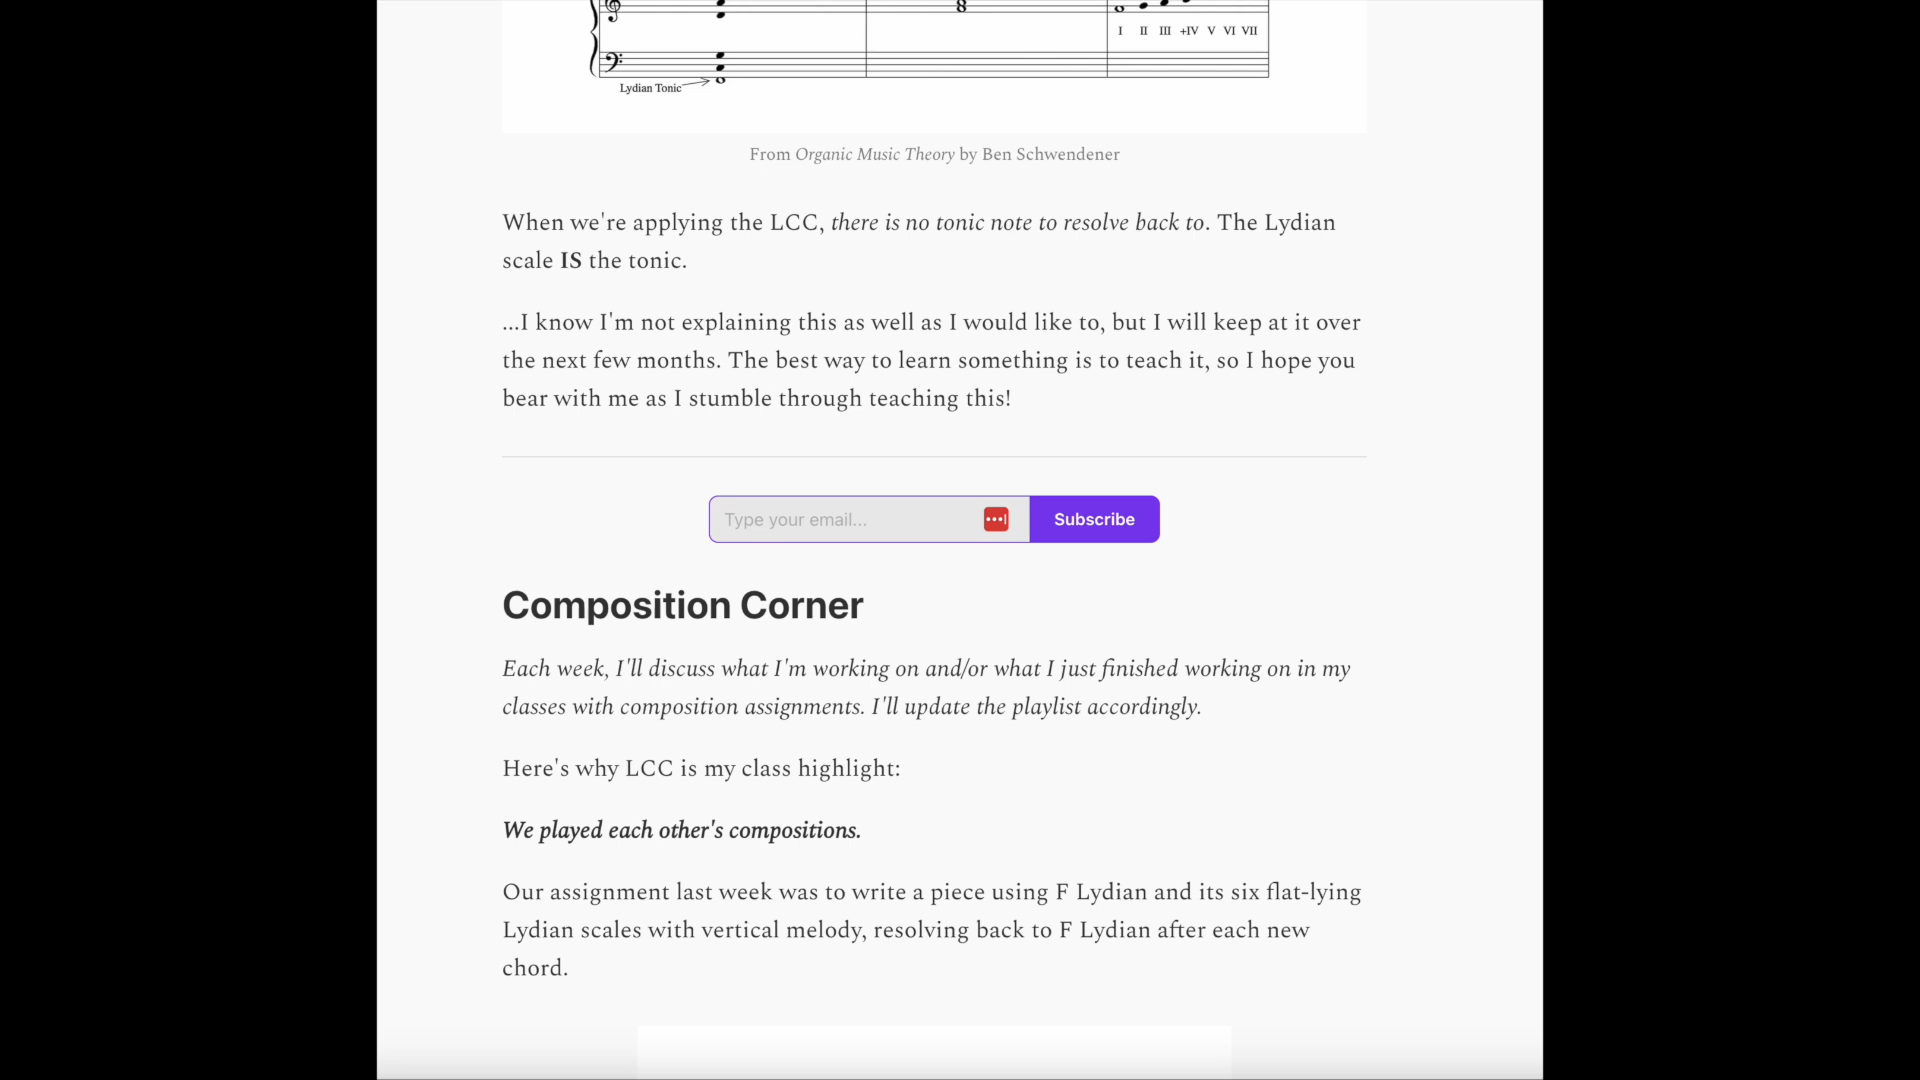 8
I II III +IV V VI VII
Lydian Tonic
From Organic Music Theory by Ben Schwendener
When we're applying the LCC, there is no tonic note to resolve back to. The Lydian
scale IS the tonic.
...I know I'm not explaining this as well as I would like to, but I will keep at it over
the next few months. The best way to learn something is to teach it, so I hope you
bear with me as I stumble through teaching this!
Type your email...
Subscribe
Composition Corner
Each week, I'll discuss what I'm working on and/or what I just finished working on in my
classes with composition assignments. I'll update the playlist accordingly.
Here's why LCC is my class highlight:
We played each other's compositions.
Our assignment last week was to write a piece using F Lydian and its six flat-lying
Lydian scales with vertical melody, resolving back to F Lydian after each new
chord.